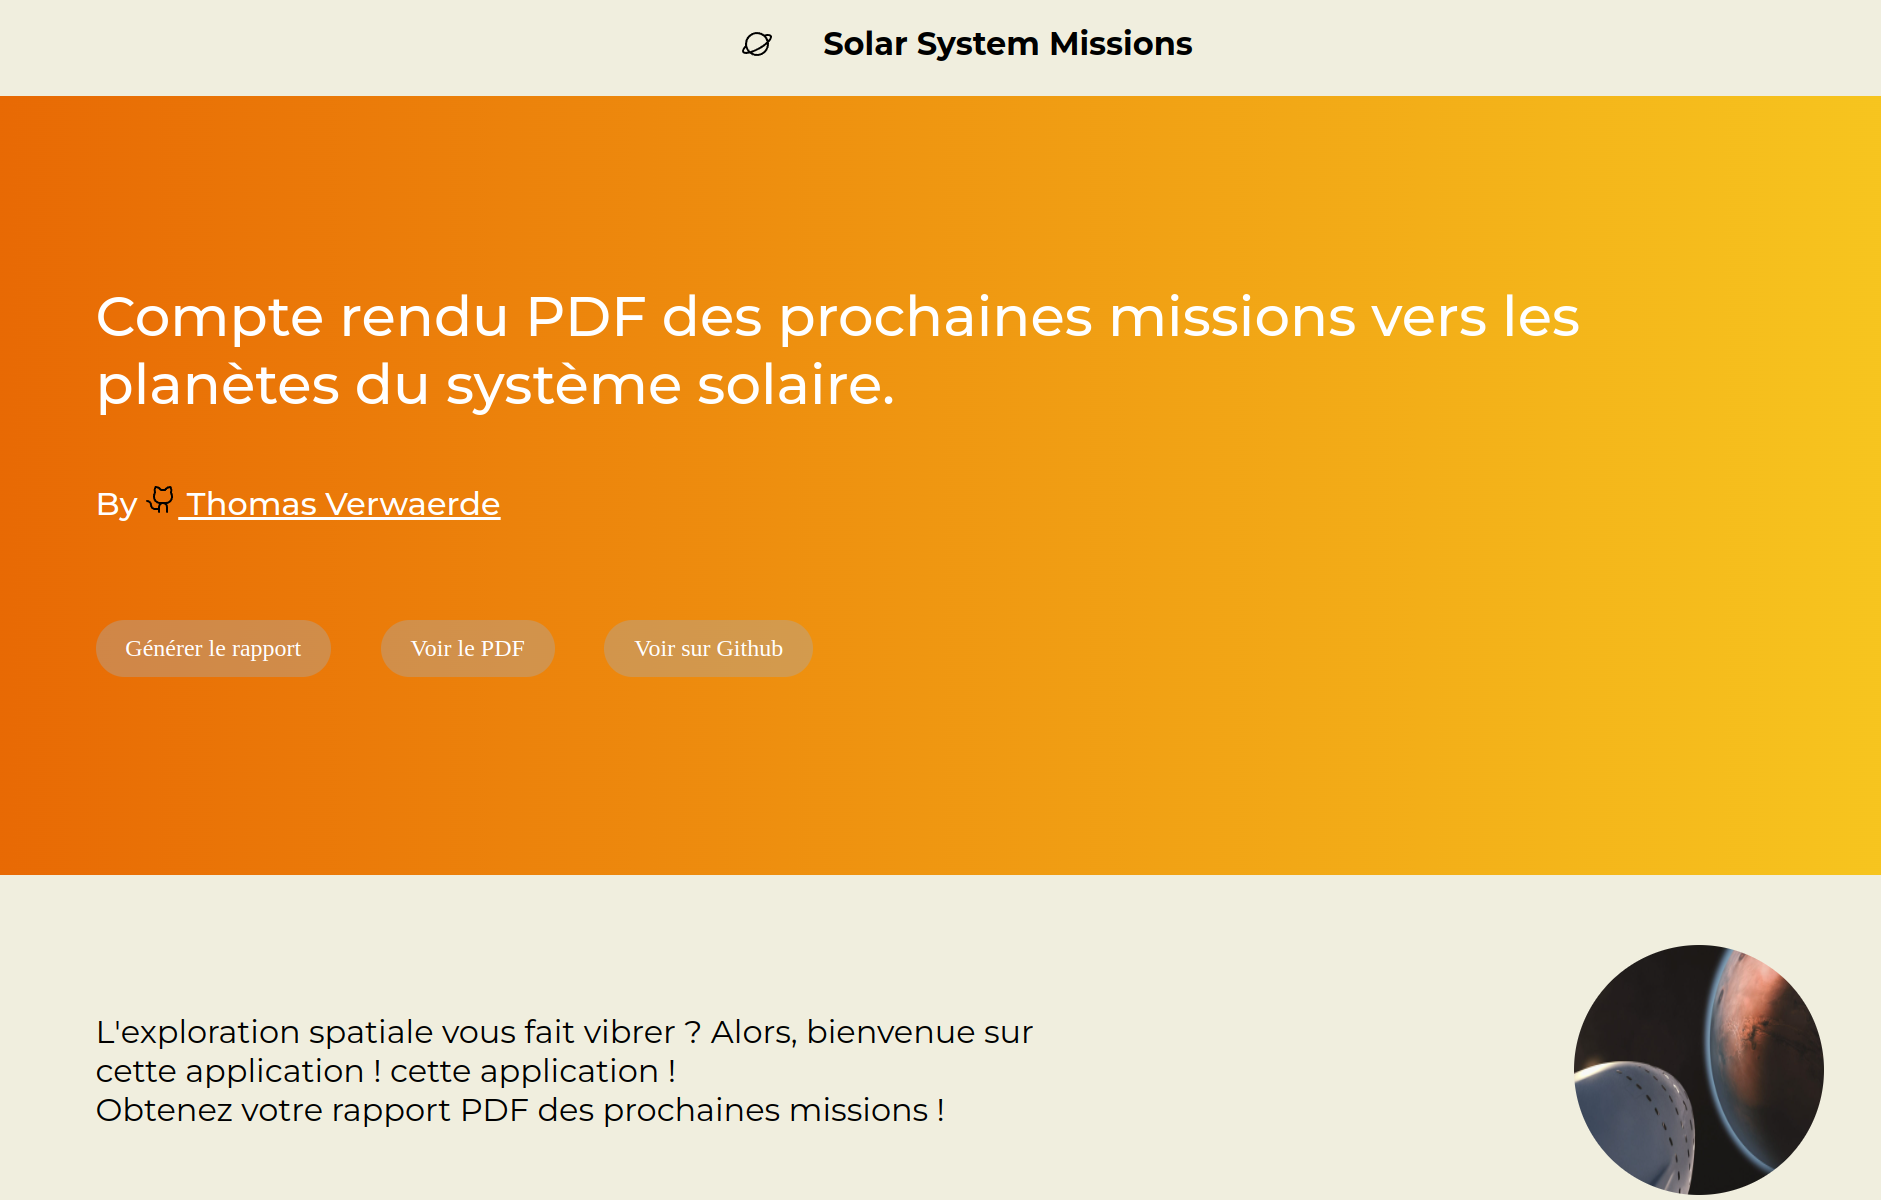 Solar System Missions
Compte rendu PDF des prochaines missions vers les
planètes du système solaire.
By Thomas Verwaerde
Générer le rapport
Voir le PDF
Voir sur Github
L'exploration spatiale vous fait vibrer ? Alors, bienvenue sur
cette application ! cette application !
Obtenez votre rapport PDF des prochaines missions !